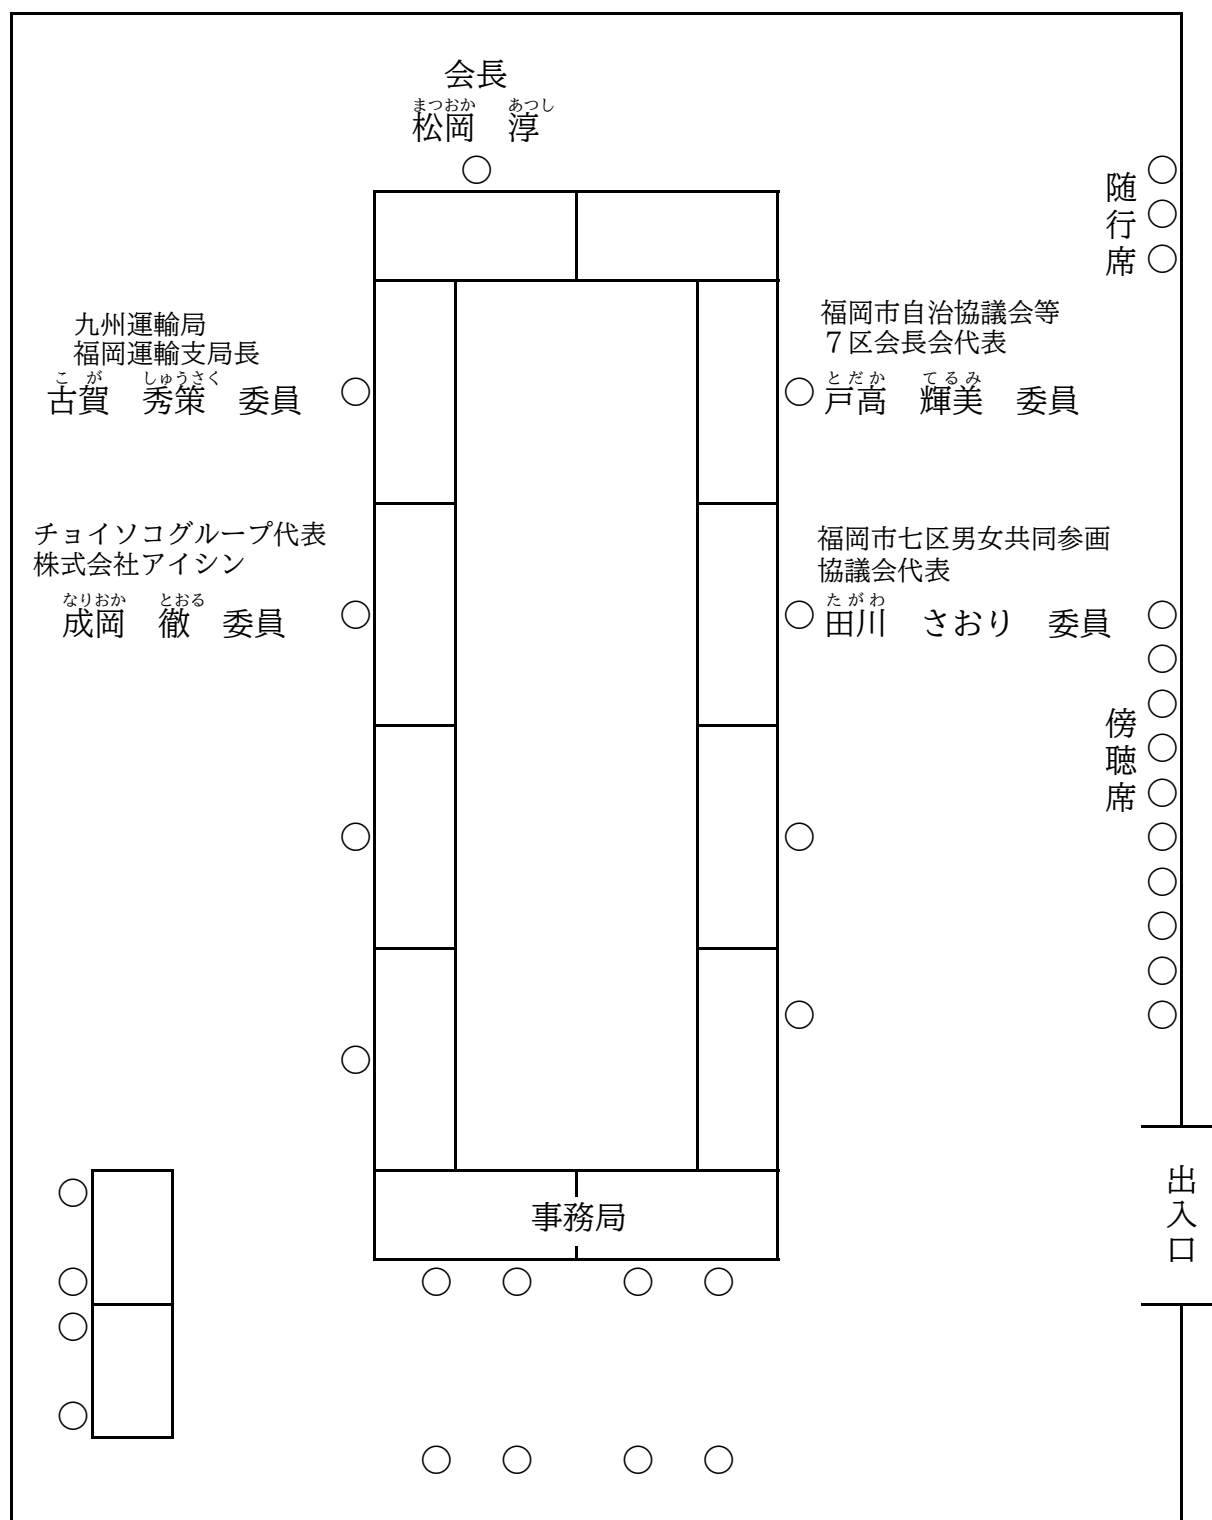 会長
まつおか　あつし
松岡　淳
随行席
九州運輸局
福岡運輸支局長
こ　が　しゅうさく
古賀　秀策　委員
福岡市自治協議会等
７区会長会代表
とだか　てるみ
戸高　輝美　委員
チョイソコグループ代表
株式会社アイシン
なりおか　とおる
成岡　徹　委員
福岡市七区男女共同参画
協議会代表
たがわ
田川　さおり　委員
傍聴席
事務局
出入口